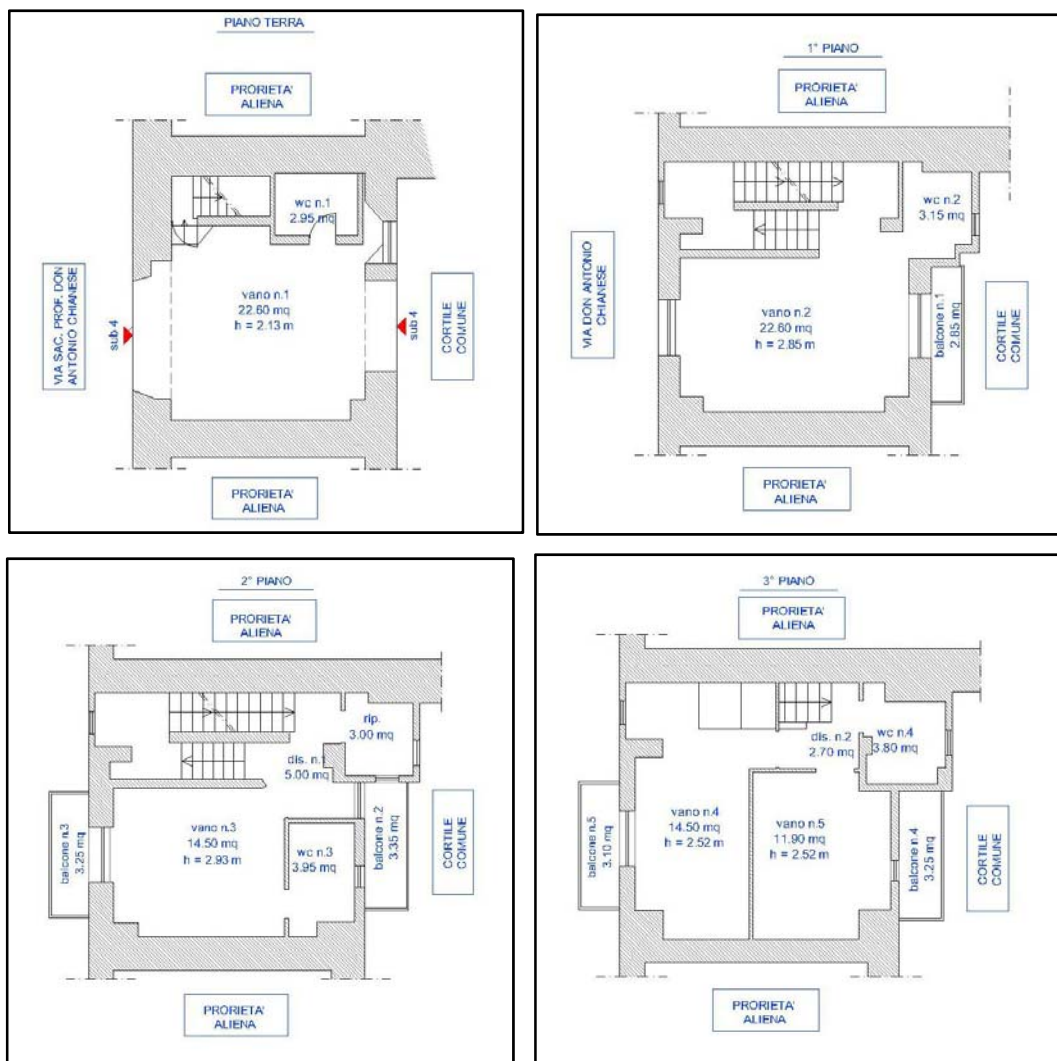 PIANO TERRA
PRORIETA'
ALIENA
wc n.1
2.95 mq
VIA SAC. PROF. DON
ANTONIO CHIANESE
sub 4
vano n.1
22.60 mq
h = 2.13 m
sub 4
CORTILE
COMUNE
PRORIETA'
ALIENA
1° PIANO
PRORIETA'
ALIENA
wc n.2
3.15 mq
VIA DON ANTONIO
CHIANESE
vano n.2
22.60 mq
h = 2.85 m
balcone n.1
2.85 mq
CORTILE
COMUNE
PRORIETA'
ALIENA
2° PIANO
PRORIETA'
ALIENA
rip.
3.00 mq
dis. n.1
5.00 mq
balcone n.3
3.25 mq
vano n.3
14.50 mq
h = 2.93 m
wc n.3
3.95 mq
balcone n.2
3.35 mq
CORTILE
COMUNE
PRORIETA'
ALIENA
3° PIANO
PRORIETA'
ALIENA
dis. n.2
2.70 mq
wc n.4
3.80 mq
balcone n.5
3.10 mq
vano n.4
14.50 mq
h = 2.52 m
vano n.5
11.90 mq
h = 2.52 m
balcone n.4
3.25 mq
CORTILE
COMUNE
PRORIETA'
ALIENA